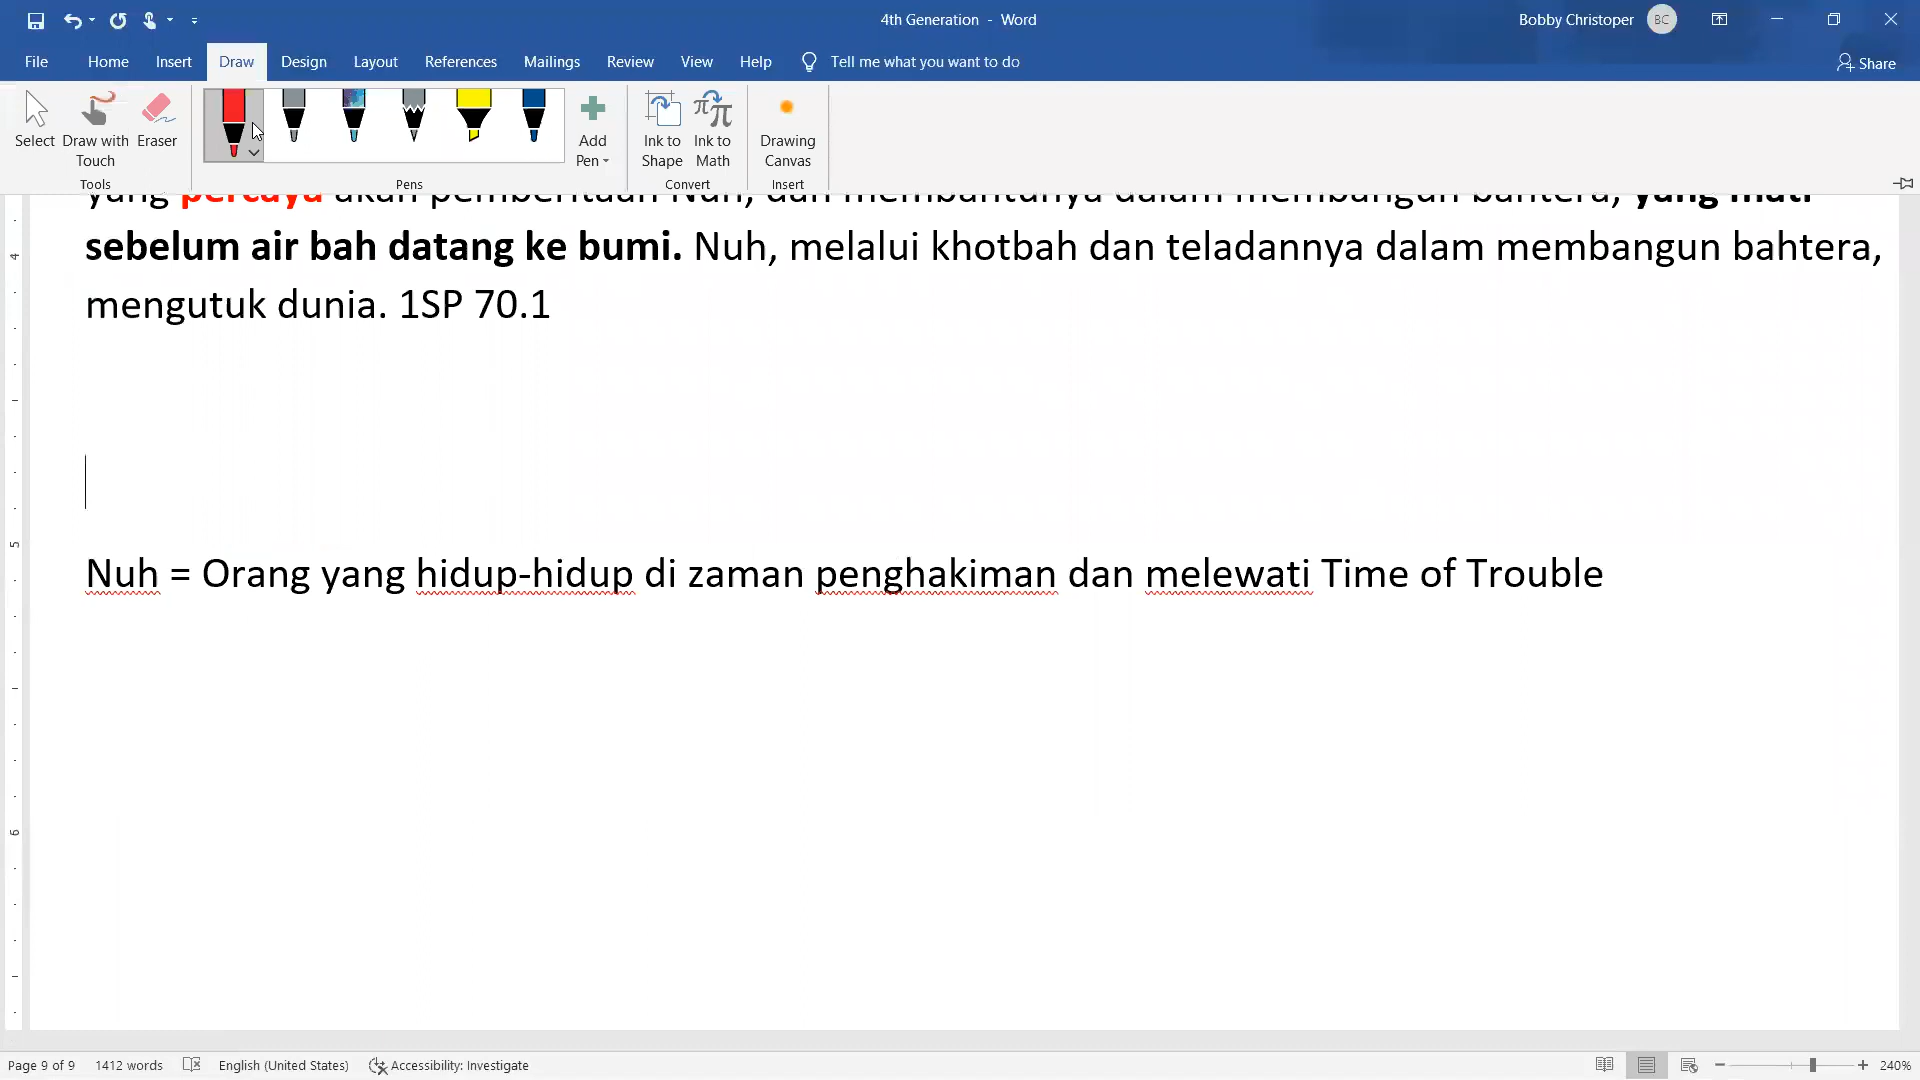 4th Generation - Word
Bobby Christoper BC
File Home Insert Draw Design Layout References Mailings Review View Help Tell me what you want to do Share
Select Draw with Touch Eraser Add Pen Ink to Shape Ink to Math Drawing Canvas
Tools Pens Convert Insert
yang percaya akan pemberitaan Nuh, dan membantunya dalam membangun bahtera, yang mati
sebelum air bah datang ke bumi. Nuh, melalui khotbah dan teladannya dalam membangun bahtera,
mengutuk dunia. 1SP 70.1
Nuh = Orang yang hidup-hidup di zaman penghakiman dan melewati Time of Trouble
4
5
6
Page 9 of 9 1412 words English (United States) Accessibility: Investigate 240%